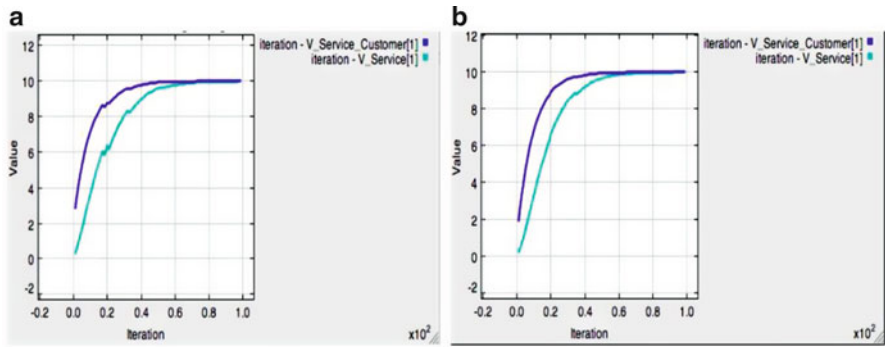 a
iteration - V_Service_Customer[1]
iteration - V_Service[1]
12
10
8
6
4
2
0
-2
Value
-0.2 0.0 0.2 0.4 0.6 0.8 1.0
Iteration
x10²
b
iteration - V_Service_Customer[1]
iteration - V_Service[1]
12
10
8
6
4
2
0
-2
Value
-0.2 0.0 0.2 0.4 0.6 0.8 1.0
Iteration
x10²